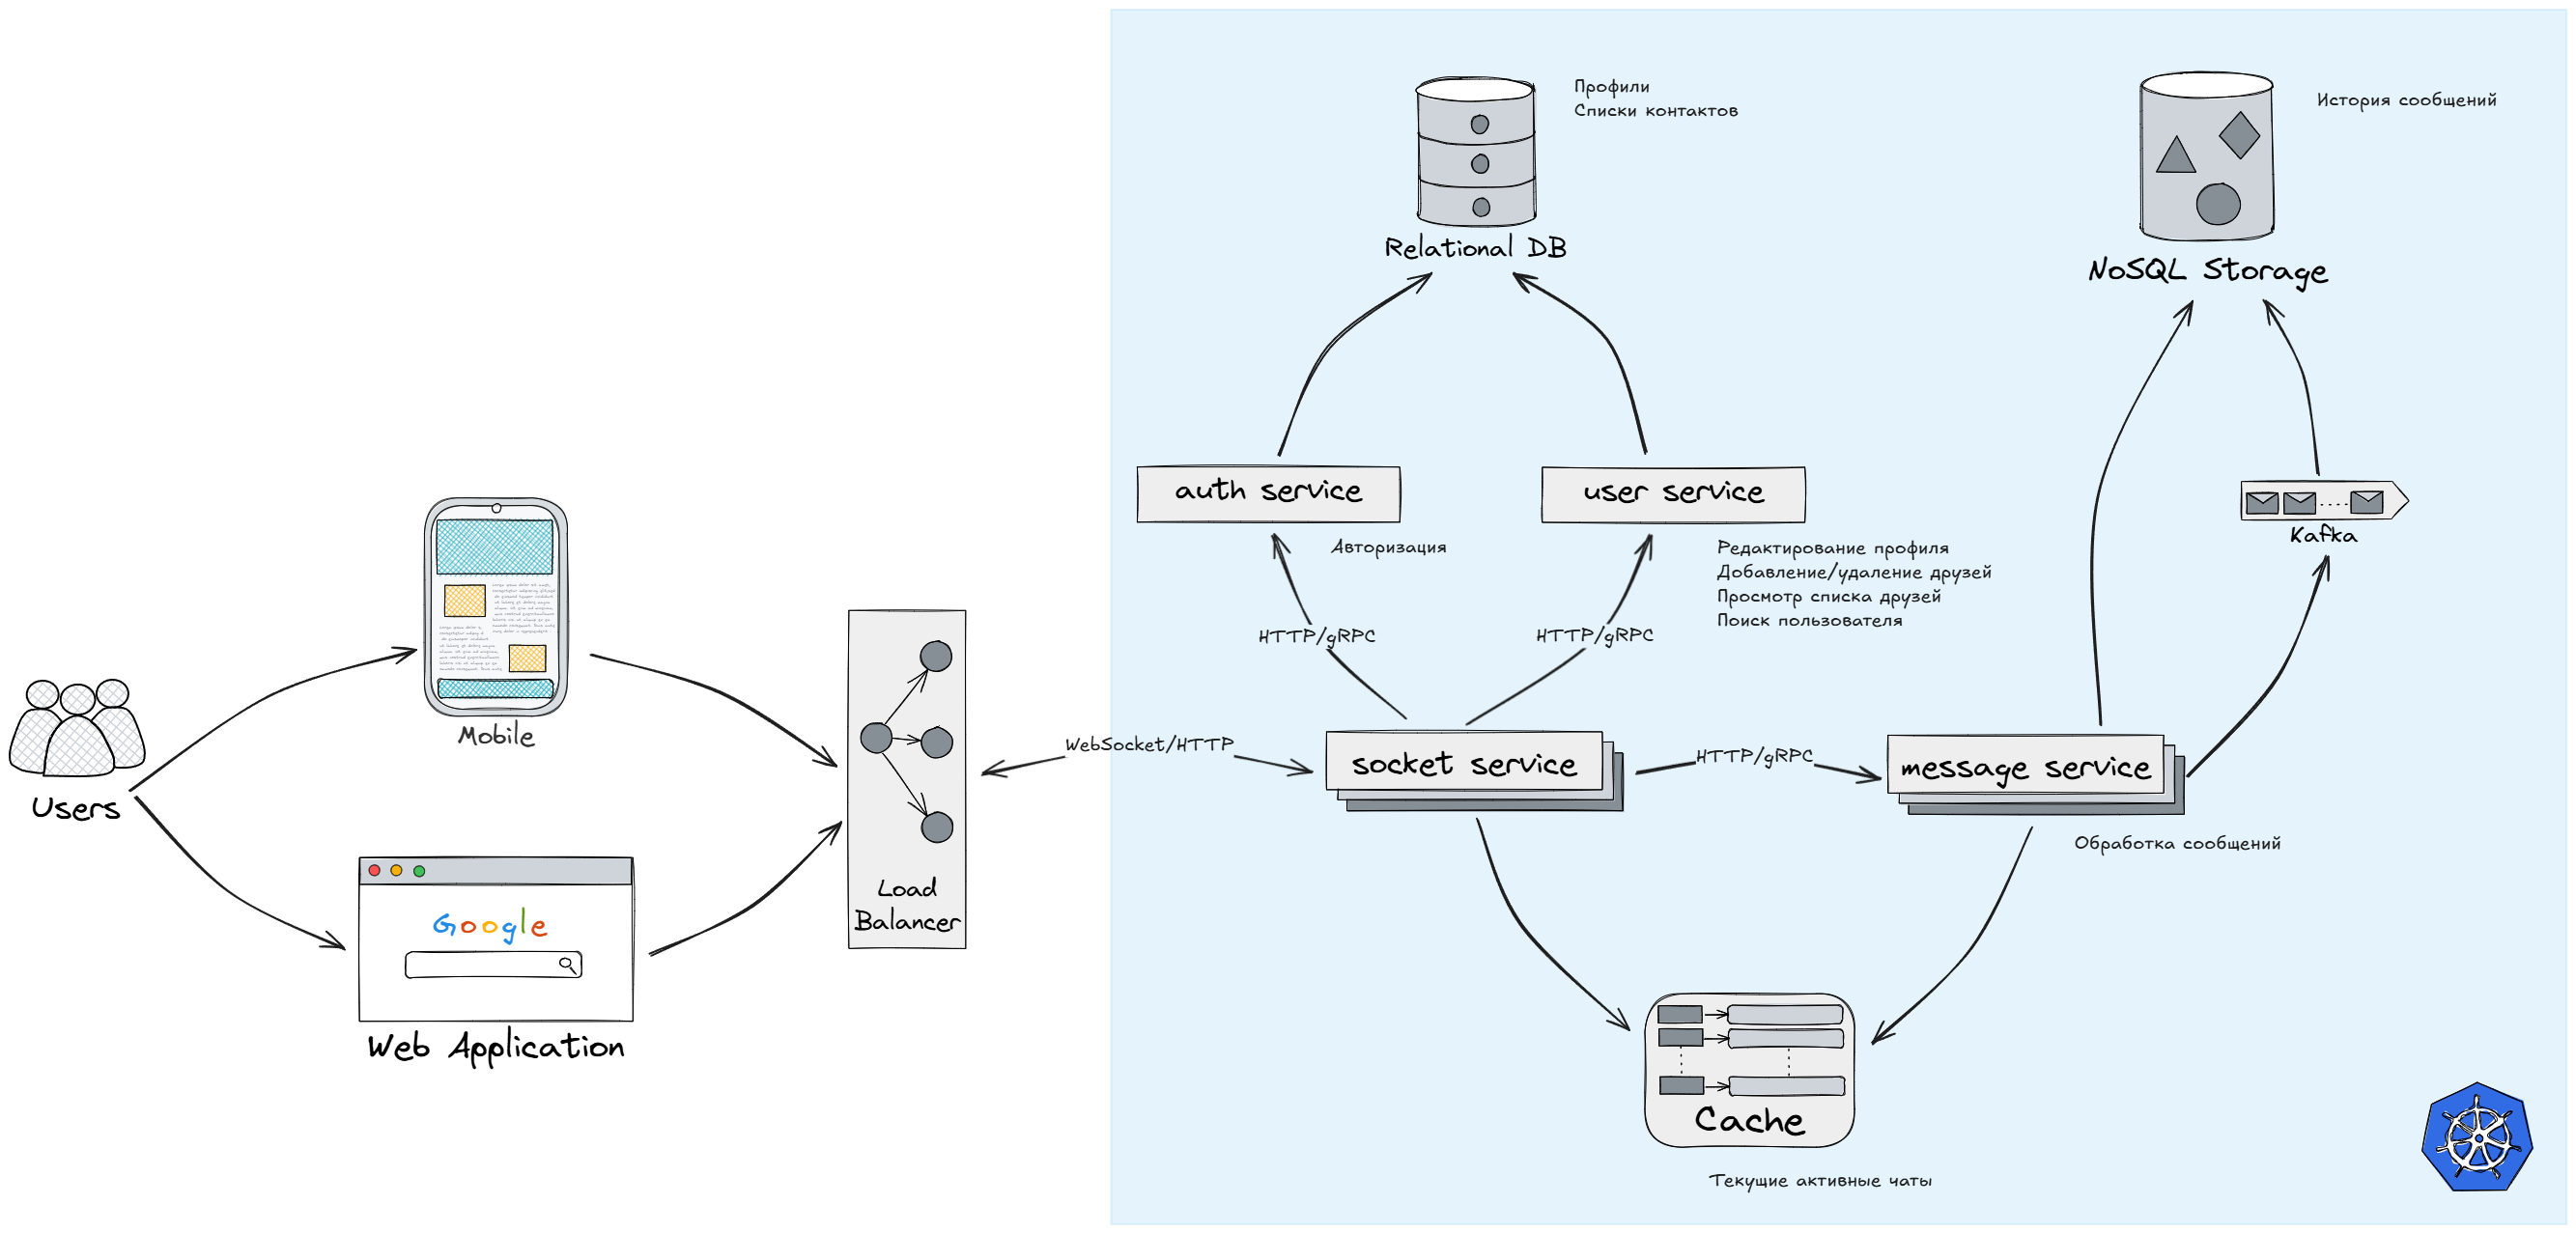 Профили
Списки контактов
История сообщений
Relational DB
NoSQL Storage
auth service
user service
Авторизация
Редактирование профиля
Добавление/удаление друзей
Просмотр списка друзей
Поиск пользователя
Kafka
HTTP/gRPC
HTTP/gRPC
Mobile
Users
WebSocket/HTTP
socket service
HTTP/gRPC
message service
Обработка сообщений
Load
Balancer
Google
Web Application
Cache
Текущие активные чаты